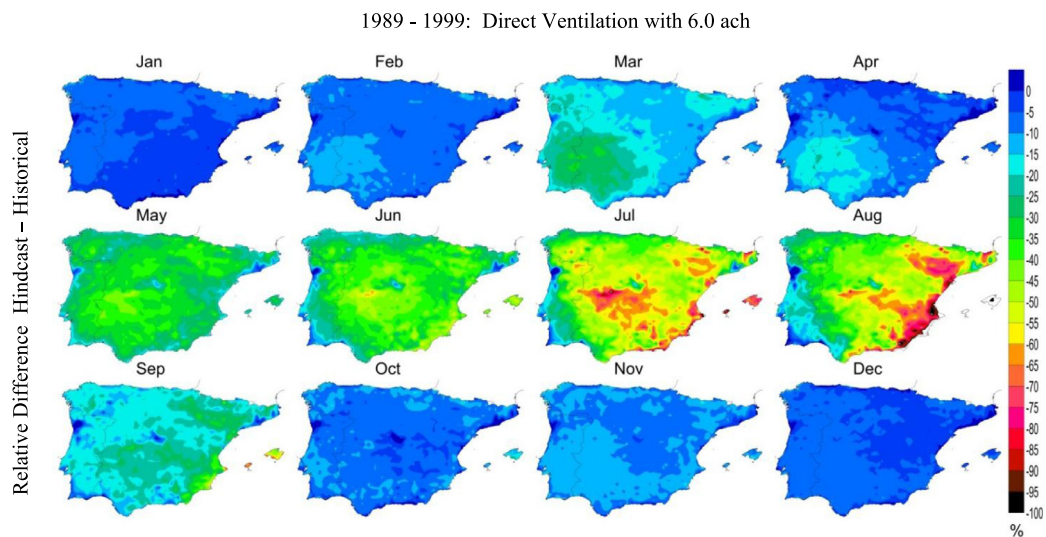 1989 - 1999:  Direct Ventilation with 6.0 ach
Relative Difference  Hindcast – Historical
Jan
Feb
Mar
Apr
May
Jun
Jul
Aug
Sep
Oct
Nov
Dec
0
-5
-10
-15
-20
-25
-30
-35
-40
-45
-50
-55
-60
-65
-70
-75
-80
-85
-90
-95
-100
%